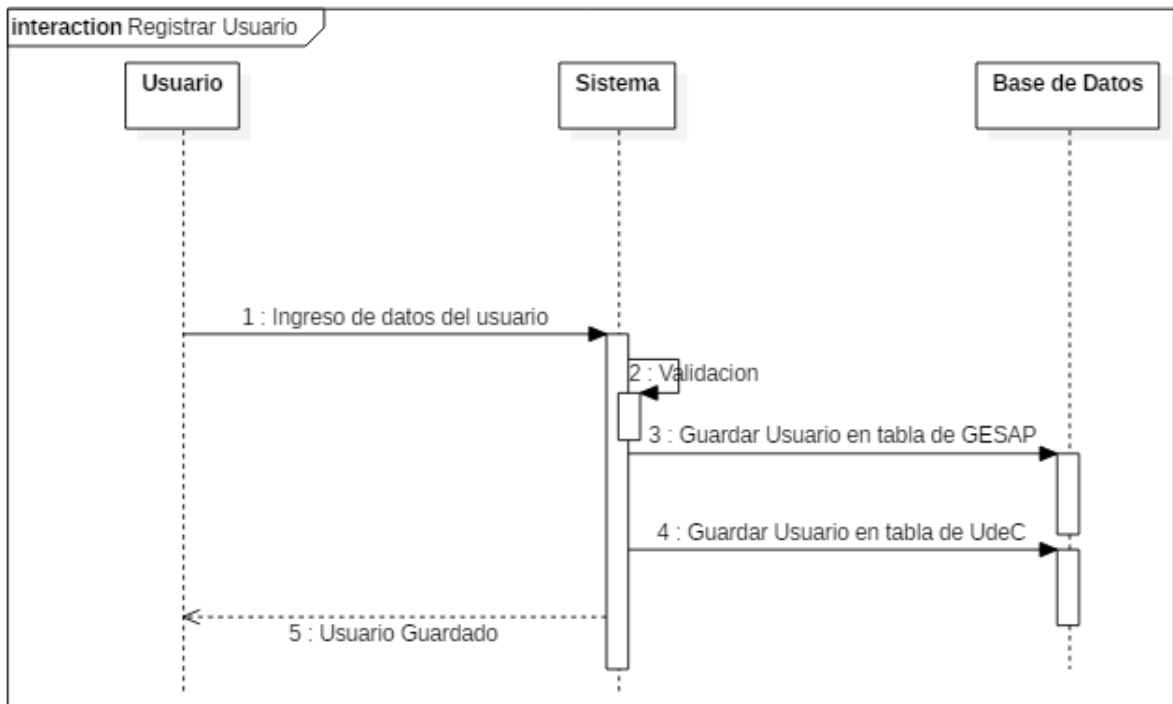 interaction Registrar Usuario
Usuario
Sistema
Base de Datos
1 : Ingreso de datos del usuario
2 : Validacion
3 : Guardar Usuario en tabla de GESAP
4 : Guardar Usuario en tabla de UdeC
5 : Usuario Guardado